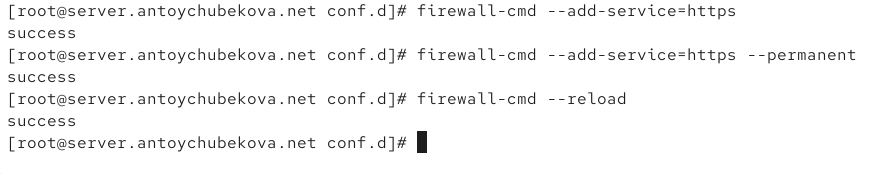 [root@server.antoychubekova.net conf.d]# firewall-cmd --add-service=https
success
[root@server.antoychubekova.net conf.d]# firewall-cmd --add-service=https --permanent
success
[root@server.antoychubekova.net conf.d]# firewall-cmd --reload
success
[root@server.antoychubekova.net conf.d]#